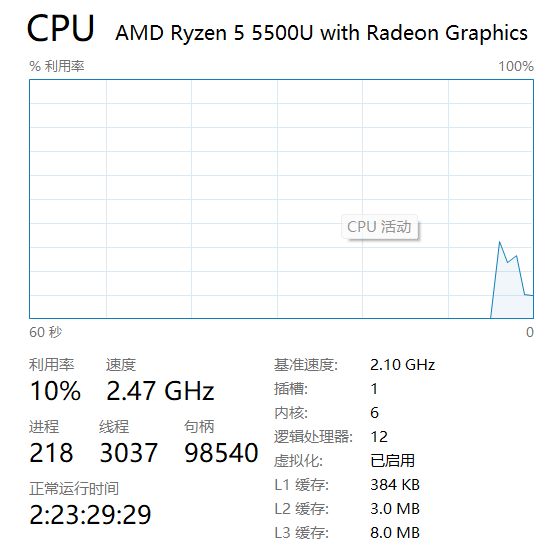 CPU AMD Ryzen 5 5500U with Radeon Graphics
% 利用率 100%
CPU 活动
60 秒 0
利用率 速度
10% 2.47 GHz
进程 线程 句柄
218 3037 98540
正常运行时间
2:23:29:29
基准速度: 2.10 GHz
插槽: 1
内核: 6
逻辑处理器: 12
虚拟化: 已启用
L1 缓存: 384 KB
L2 缓存: 3.0 MB
L3 缓存: 8.0 MB